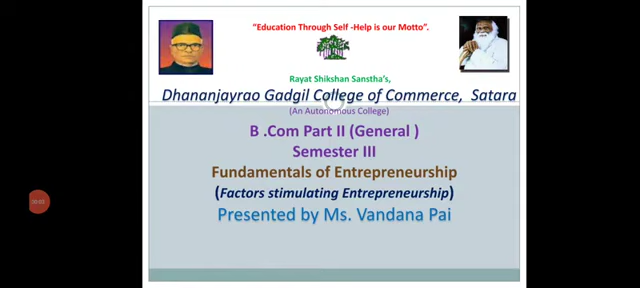 “Education Through Self -Help is our Motto”.
Rayat Shikshan Sanstha’s,
Dhananjayrao Gadgil College of Commerce, Satara
(An Autonomous College)
B .Com Part II (General )
Semester III
Fundamentals of Entrepreneurship
(Factors stimulating Entrepreneurship)
Presented by Ms. Vandana Pai